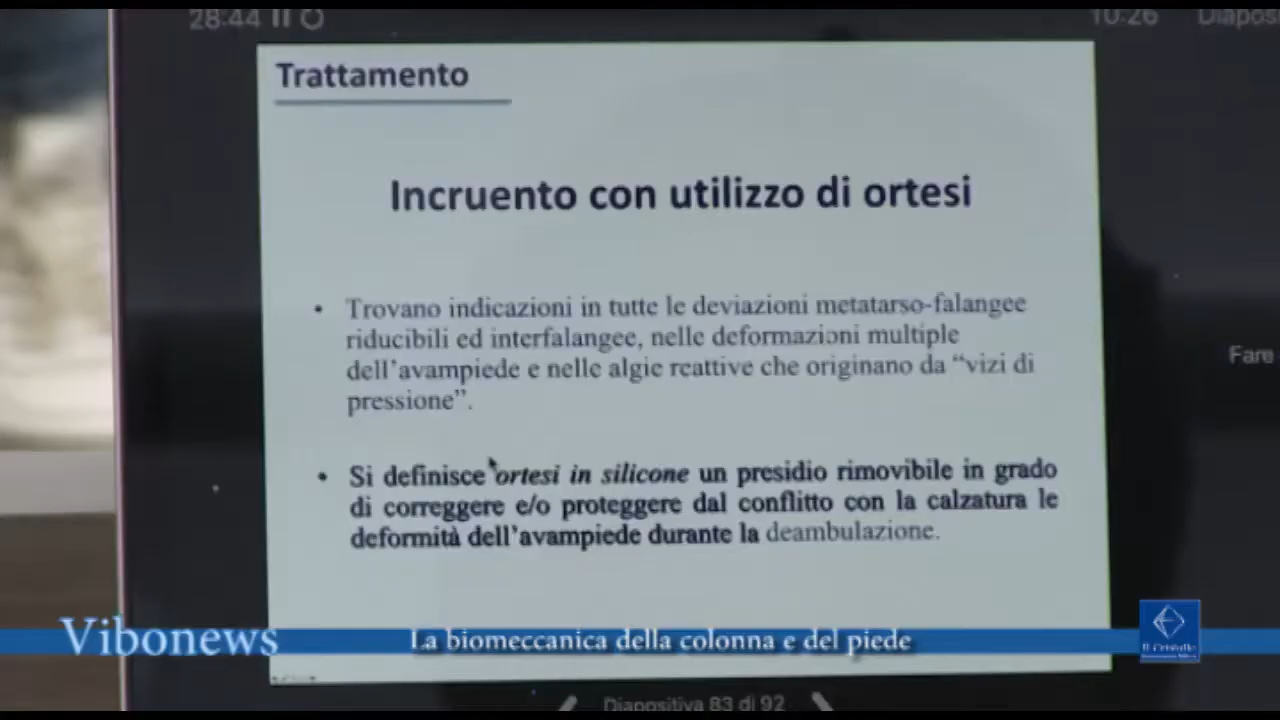 28:44
10:26
Diapos
Trattamento
Incruento con utilizzo di ortesi
• Trovano indicazioni in tutte le deviazioni metatarso-falangee
riducibili ed interfalangee, nelle deformazioni multiple
dell'avampiede e nelle algie reattive che originano da “vizi di
pressione”.
Fare
• Si definisce ortesi in silicone un presidio rimovibile in grado
di correggere e/o proteggere dal conflitto con la calzatura le
deformità dell'avampiede durante la deambulazione.
Vibonews
La biomeccanica della colonna e del piede
Il Cristallo
Diapositiva 83 di 92